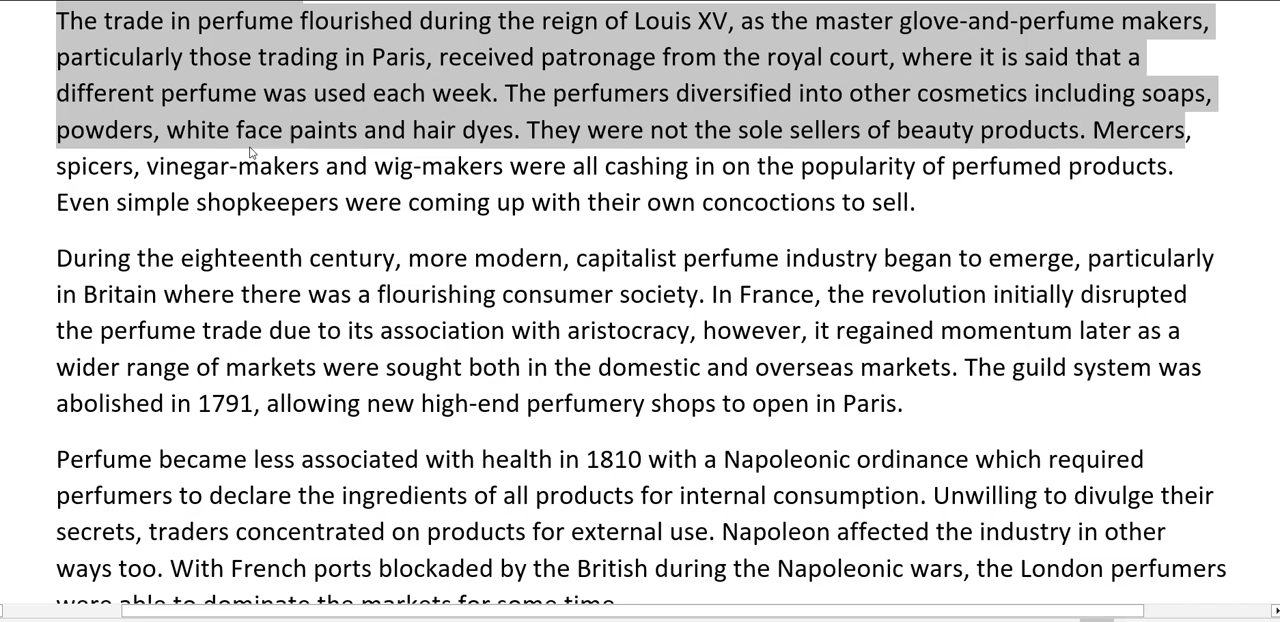 The trade in perfume flourished during the reign of Louis XV, as the master glove-and-perfume makers,
particularly those trading in Paris, received patronage from the royal court, where it is said that a
different perfume was used each week. The perfumers diversified into other cosmetics including soaps,
powders, white face paints and hair dyes. They were not the sole sellers of beauty products. Mercers,
spicers, vinegar-makers and wig-makers were all cashing in on the popularity of perfumed products.
Even simple shopkeepers were coming up with their own concoctions to sell.
During the eighteenth century, more modern, capitalist perfume industry began to emerge, particularly
in Britain where there was a flourishing consumer society. In France, the revolution initially disrupted
the perfume trade due to its association with aristocracy, however, it regained momentum later as a
wider range of markets were sought both in the domestic and overseas markets. The guild system was
abolished in 1791, allowing new high-end perfumery shops to open in Paris.
Perfume became less associated with health in 1810 with a Napoleonic ordinance which required
perfumers to declare the ingredients of all products for internal consumption. Unwilling to divulge their
secrets, traders concentrated on products for external use. Napoleon affected the industry in other
ways too. With French ports blockaded by the British during the Napoleonic wars, the London perfumers
were able to dominate the markets for some time.